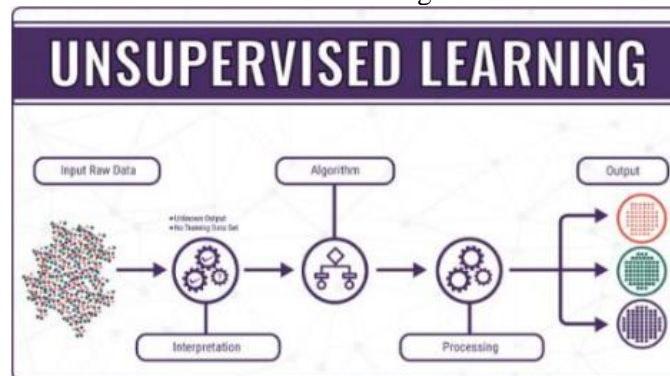 UNSUPERVISED LEARNING
Input Raw Data
Algorithm
Output
•Unknown Output
•No Training Data Set
Interpretation
Processing